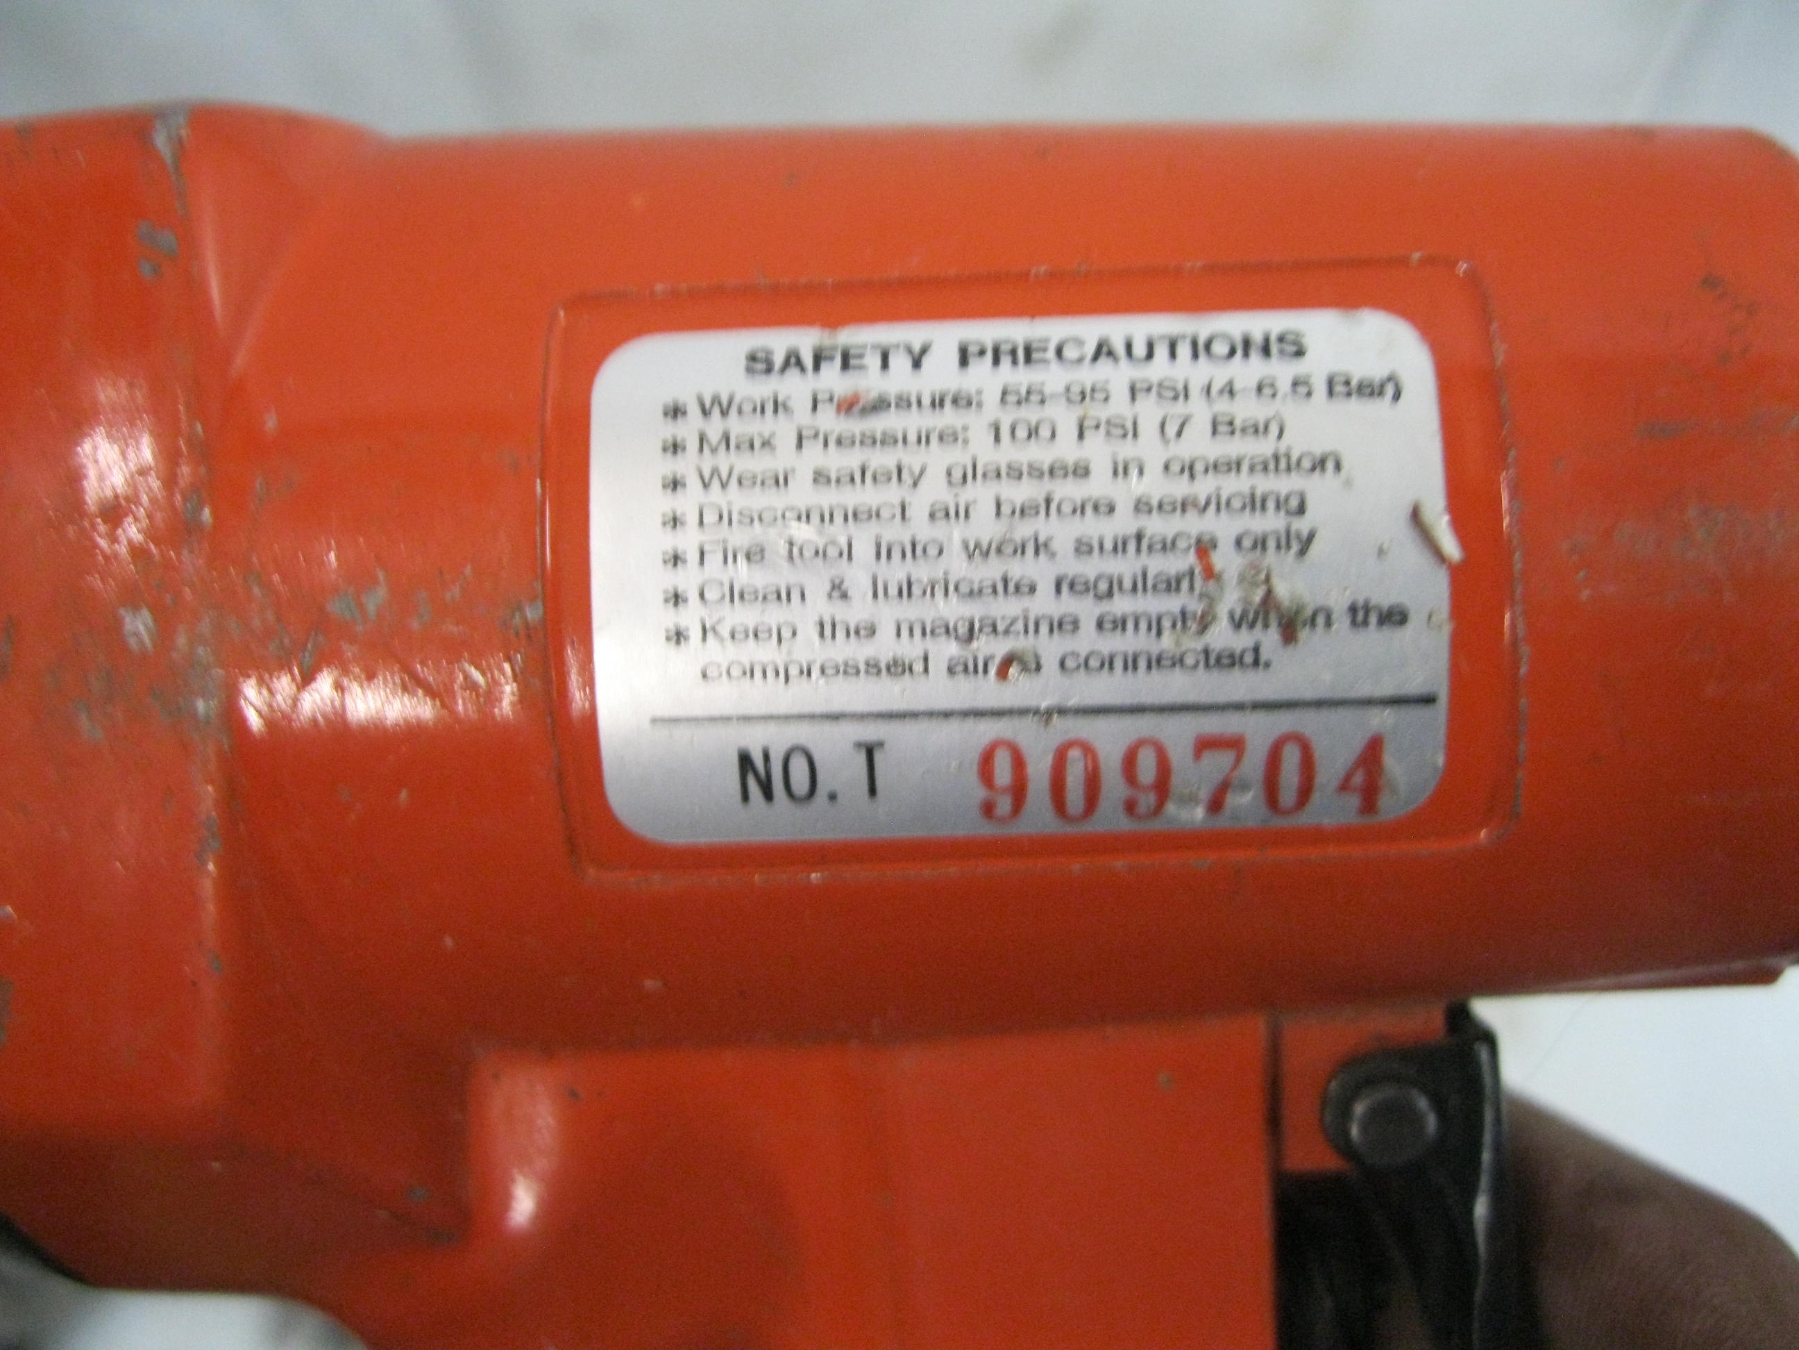 SAFETY PRECAUTIONS
* Work Pressure: 55-95 PSI (4-6.5 Bar)
* Max Pressure: 100 PSI (7 Bar)
* Wear safety glasses in operation
* Disconnect air before servicing
* Fire tool into work surface only
* Clean & lubricate regularly
* Keep the magazine empty when the
compressed air is connected.
NO. T 909704